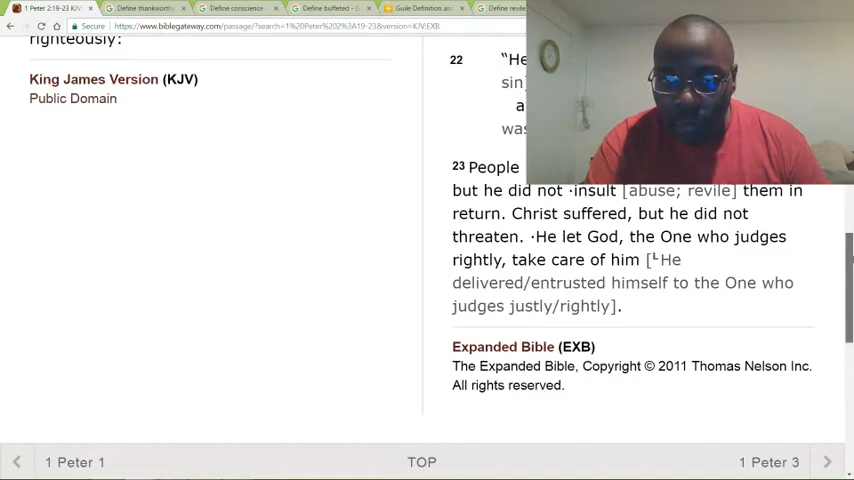 1 Peter 2:19-23 KJV
Define thankworthy
Define conscience -
Define buffeted - G
Guile Definition and
Define revile
Secure
https://www.biblegateway.com/passage/?search=1%20Peter%202%3A19-23&version=KJV;EXB
righteously:
King James Version (KJV)
Public Domain
22 "He
sin]
a
was
23 People
but he did not ·insult [abuse; revile] them in
return. Christ suffered, but he did not
threaten. ·He let God, the One who judges
rightly, take care of him [ᴸHe
delivered/entrusted himself to the One who
judges justly/rightly].
Expanded Bible (EXB)
The Expanded Bible, Copyright © 2011 Thomas Nelson Inc.
All rights reserved.
1 Peter 1
TOP
1 Peter 3